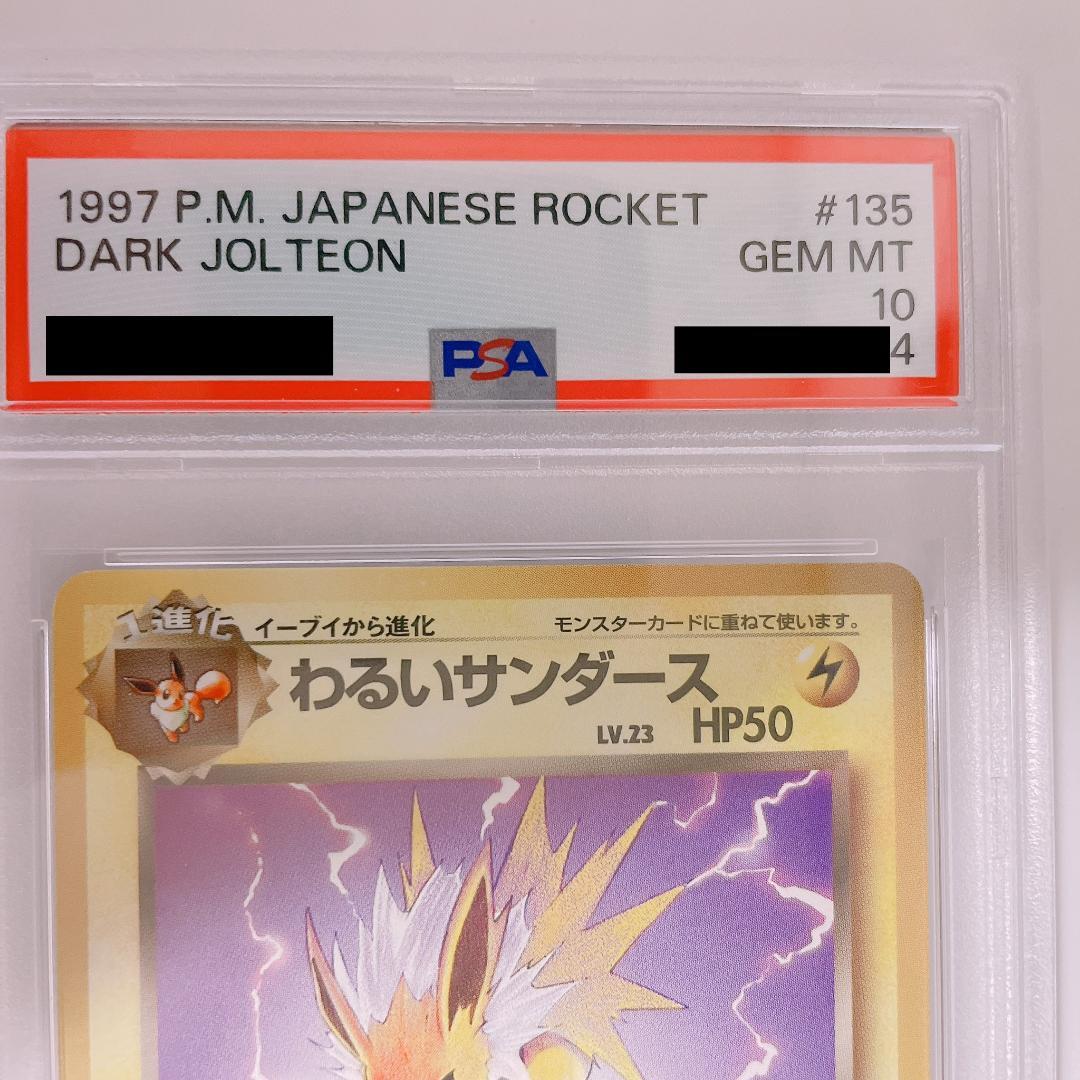 1997 P.M. JAPANESE ROCKET #135
DARK JOLTEON GEM MT
10
4
PSA
1進化
イーブイから進化 モンスターカードに重ねて使います。
わるいサンダース
LV.23 HP50